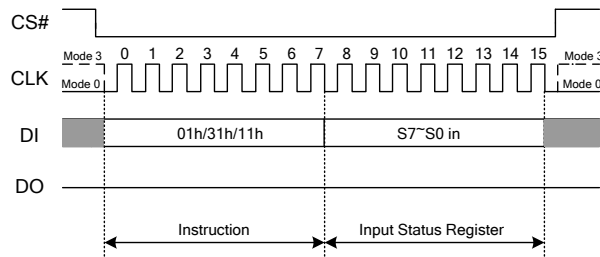 CS#
Mode 3 0 1 2 3 4 5 6 7 8 9 10 11 12 13 14 15 Mode 3
CLK
Mode 0 Mode 0
DI 01h/31h/11h S7~S0 in
DO
Instruction Input Status Register